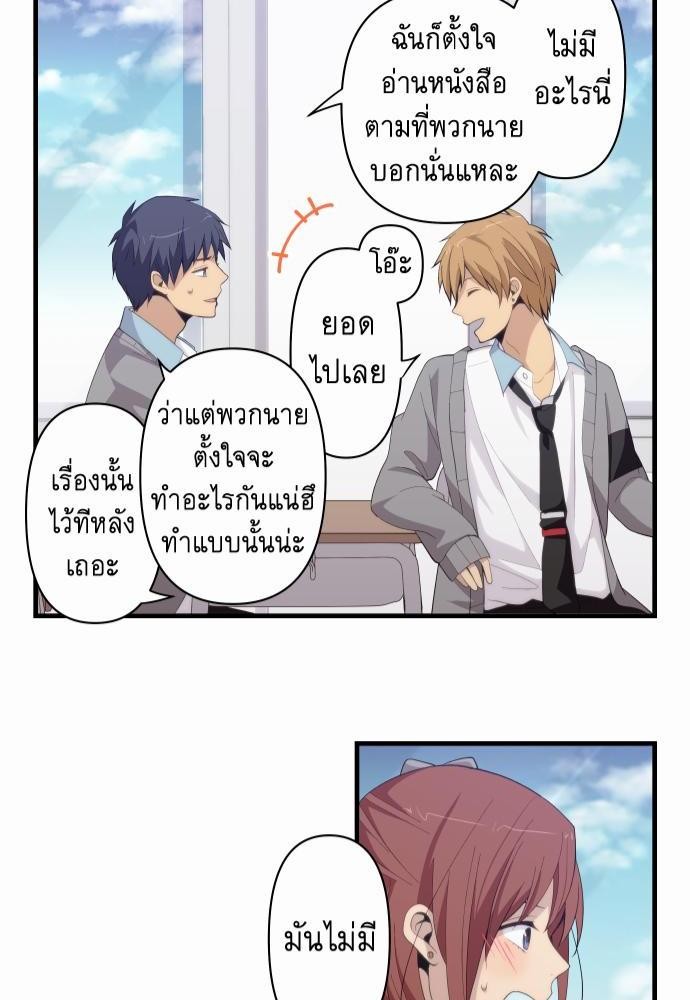 ไม่มี
อะไรนี่
ฉันก็ตั้งใจ
อ่านหนังสือ
ตามที่พวกนาย
บอกนั่นแหละ
โอ๊ะ
ยอด
ไปเลย
ว่าแต่พวกนาย
ตั้งใจจะ
ทำอะไรกันแน่ฮึ
ทำแบบนั้นน่ะ
เรื่องนั้น
ไว้ทีหลัง
เถอะ
มันไม่มี